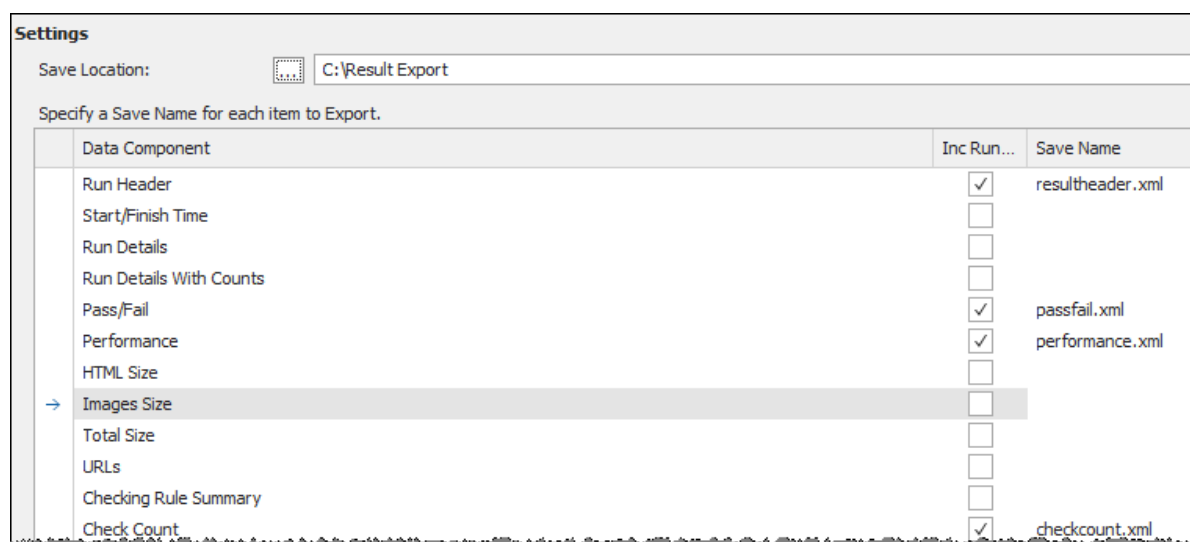 Settings
Save Location: ... C:\Result Export
Specify a Save Name for each item to Export.
Data Component Inc Run... Save Name
Run Header resultheader.xml
Start/Finish Time
Run Details
Run Details With Counts
Pass/Fail passfail.xml
Performance performance.xml
HTML Size
Images Size
Total Size
URLs
Checking Rule Summary
Check Count checkcount.xml